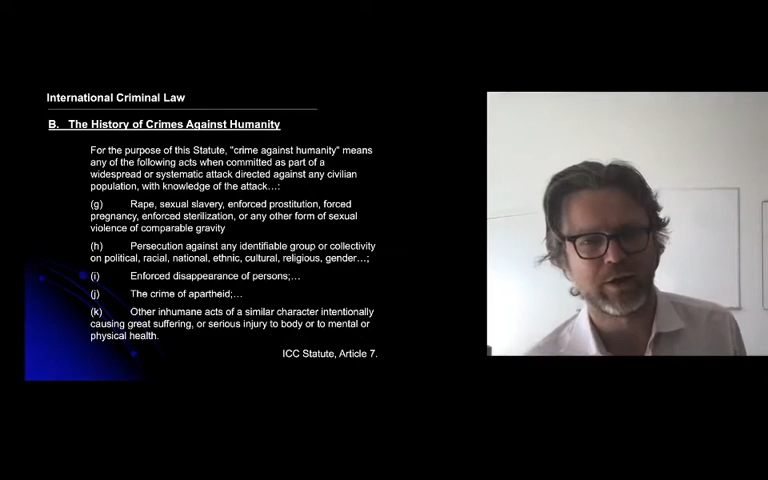 International Criminal Law
B. The History of Crimes Against Humanity
For the purpose of this Statute, "crime against humanity" means
any of the following acts when committed as part of a
widespread or systematic attack directed against any civilian
population, with knowledge of the attack…:
(g) Rape, sexual slavery, enforced prostitution, forced
pregnancy, enforced sterilization, or any other form of sexual
violence of comparable gravity
(h) Persecution against any identifiable group or collectivity
on political, racial, national, ethnic, cultural, religious, gender…;
(i) Enforced disappearance of persons;…
(j) The crime of apartheid;…
(k) Other inhumane acts of a similar character intentionally
causing great suffering, or serious injury to body or to mental or
physical health.
ICC Statute, Article 7.